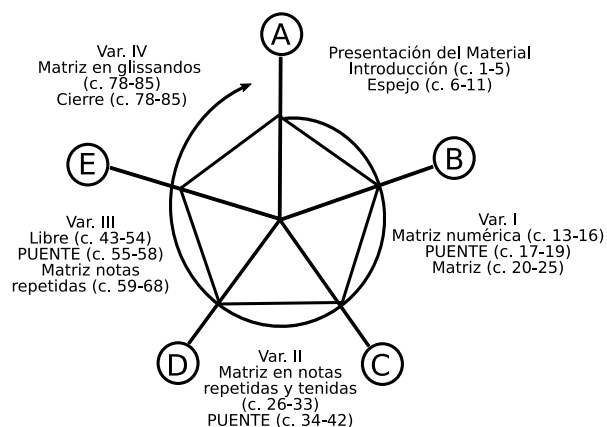 A
Presentación del Material
Introducción (c. 1-5)
Espejo (c. 6-11)
B
Var. I
Matriz numérica (c. 13-16)
PUENTE (c. 17-19)
Matriz (c. 20-25)
C
Var. II
Matriz en notas
repetidas y tenidas
(c. 26-33)
PUENTE (c. 34-42)
D
Var. III
Libre (c. 43-54)
PUENTE (c. 55-58)
Matriz notas
repetidas (c. 59-68)
E
Var. IV
Matriz en glissandos
(c. 78-85)
Cierre (c. 78-85)